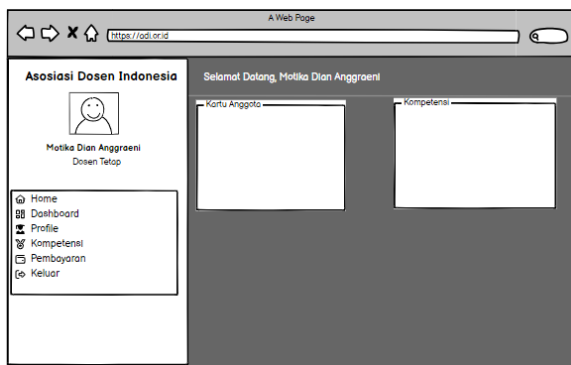 A Web Page
https://adi.or.id
Asosiasi Dosen Indonesia
Motika Dian Anggraeni
Dosen Tetap
Home
Dashboard
Profile
Kompetensi
Pembayaran
Keluar
Selamat Datang, Motika Dian Anggraeni
Kartu Anggota
Kompetensi